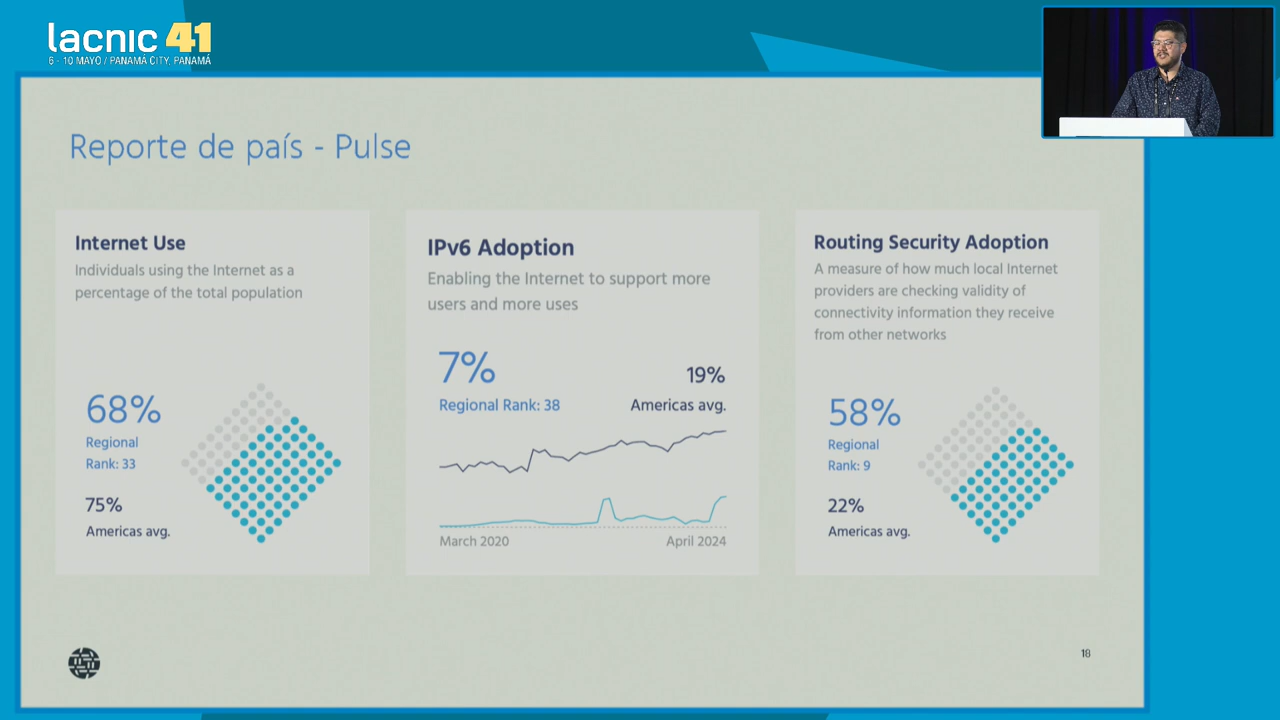 lacnic 41
6 - 10 MAYO / PANAMÁ CITY, PANAMÁ
Reporte de país - Pulse
Internet Use
Individuals using the Internet as a
percentage of the total population
68%
Regional
Rank: 33
75%
Americas avg.
IPv6 Adoption
Enabling the Internet to support more
users and more uses
7%
Regional Rank: 38
19%
Americas avg.
March 2020
April 2024
Routing Security Adoption
A measure of how much local Internet
providers are checking validity of
connectivity information they receive
from other networks
58%
Regional
Rank: 9
22%
Americas avg.
18